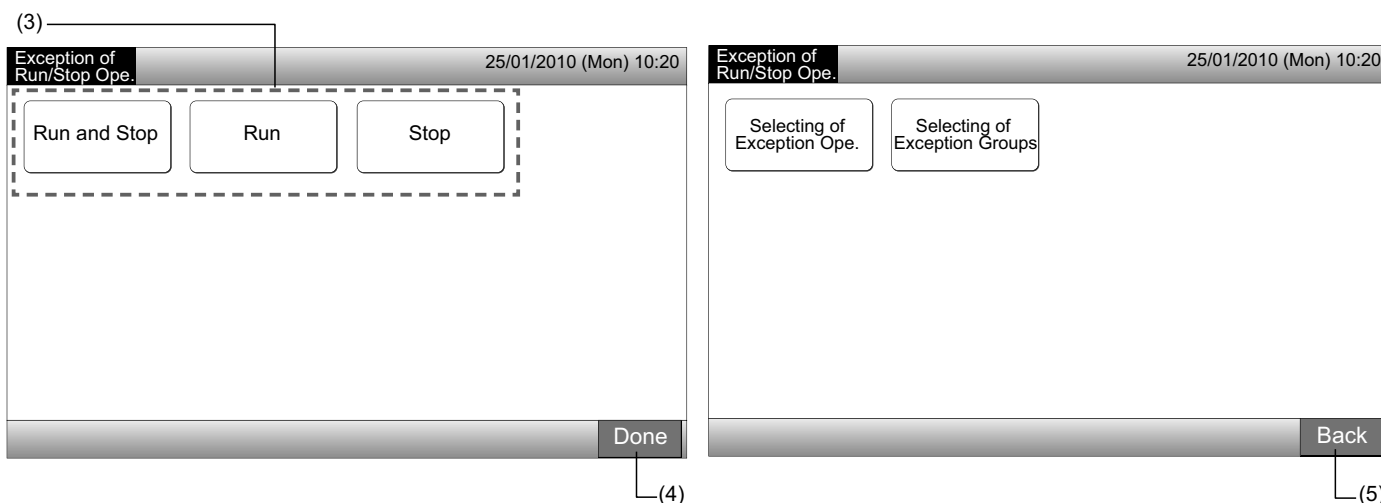 (3)
Exception of
Run/Stop Ope.
25/01/2010 (Mon) 10:20
Run and Stop
Run
Stop
Done
(4)
Exception of
Run/Stop Ope.
25/01/2010 (Mon) 10:20
Selecting of
Exception Ope.
Selecting of
Exception Groups
Back
(5)